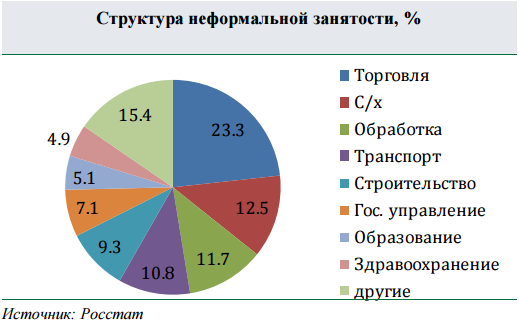 Структура неформальной занятости, %
15.4
23.3
4.9
5.1
7.1
12.5
9.3
11.7
10.8
Торговля
С/х
Обработка
Транспорт
Строительство
Гос. управление
Образование
Здравоохранение
другие
Источник: Росстат